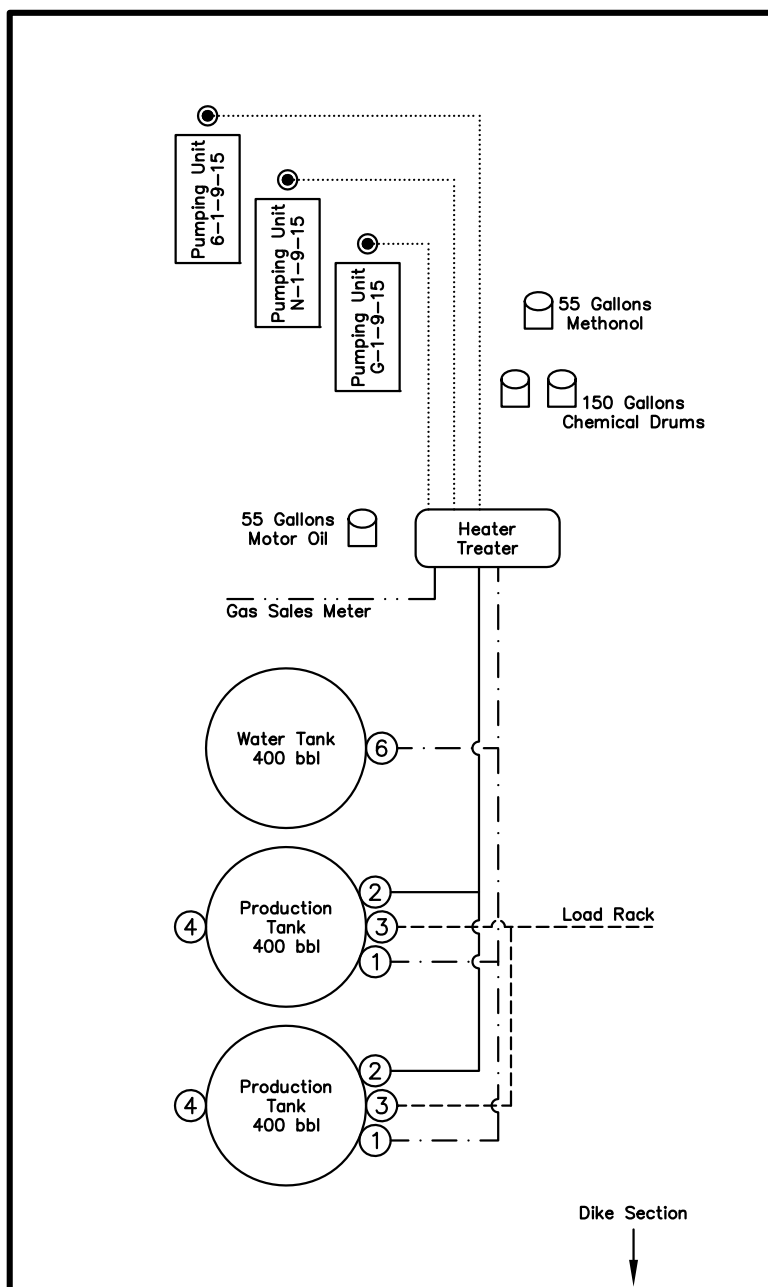 Pumping Unit
6-1-9-15
Pumping Unit
N-1-9-15
Pumping Unit
G-1-9-15
55 Gallons
Methonol
150 Gallons
Chemical Drums
55 Gallons
Motor Oil
Heater
Treater
Gas Sales Meter
Water Tank
400 bbl
6
Production
Tank
400 bbl
4
2
3
1
Load Rack
Production
Tank
400 bbl
4
2
3
1
Dike Section